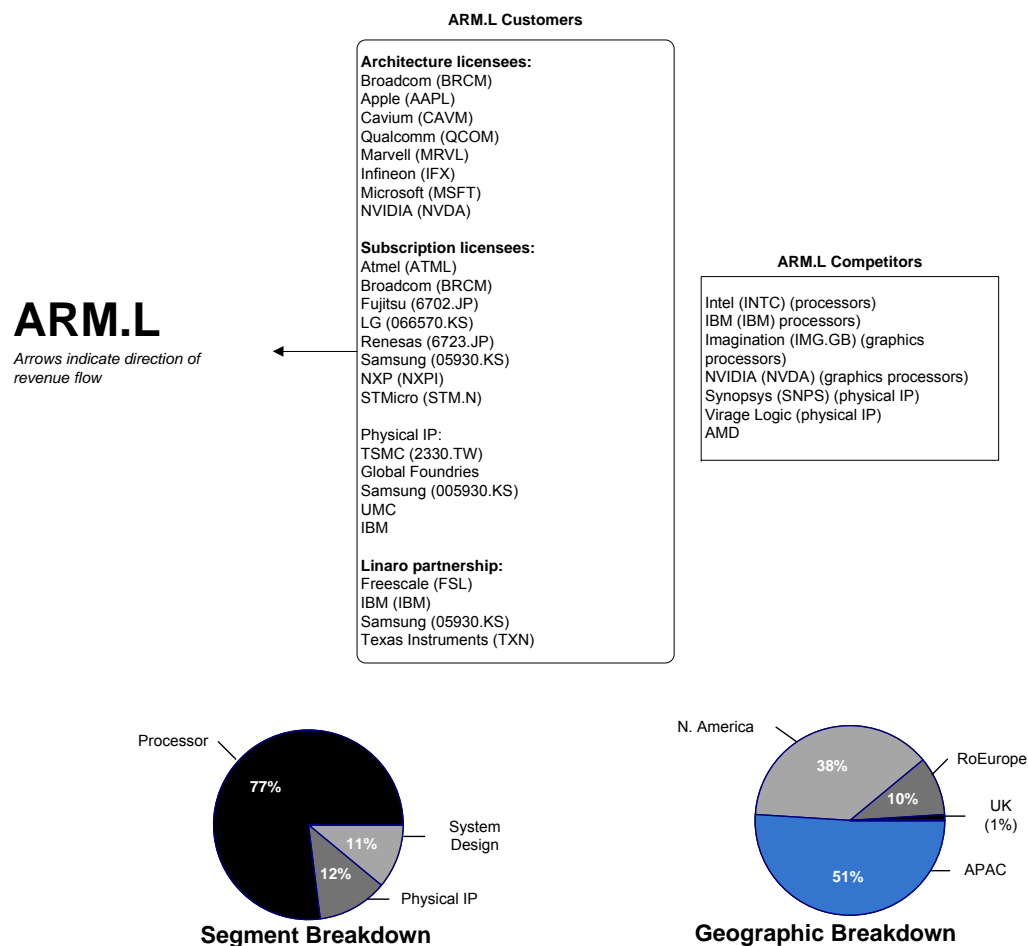 ARM.L Customers
Architecture licensees:
Broadcom (BRCM)
Apple (AAPL)
Cavium (CAVM)
Qualcomm (QCOM)
Marvell (MRVL)
Infineon (IFX)
Microsoft (MSFT)
NVIDIA (NVDA)
Subscription licensees:
Atmel (ATML)
Broadcom (BRCM)
Fujitsu (6702.JP)
LG (066570.KS)
Renesas (6723.JP)
Samsung (05930.KS)
NXP (NXPI)
STMicro (STM.N)
Physical IP:
TSMC (2330.TW)
Global Foundries
Samsung (005930.KS)
UMC
IBM
Linaro partnership:
Freescale (FSL)
IBM (IBM)
Samsung (05930.KS)
Texas Instruments (TXN)
ARM.L
Arrows indicate direction of
revenue flow
ARM.L Competitors
Intel (INTC) (processors)
IBM (IBM) processors)
Imagination (IMG.GB) (graphics
processors)
NVIDIA (NVDA) (graphics processors)
Synopsys (SNPS) (physical IP)
Virage Logic (physical IP)
AMD
Processor
77%
System
Design
11%
12%
Physical IP
Segment Breakdown
N. America
38%
RoEurope
10%
UK
(1%)
51%
APAC
Geographic Breakdown